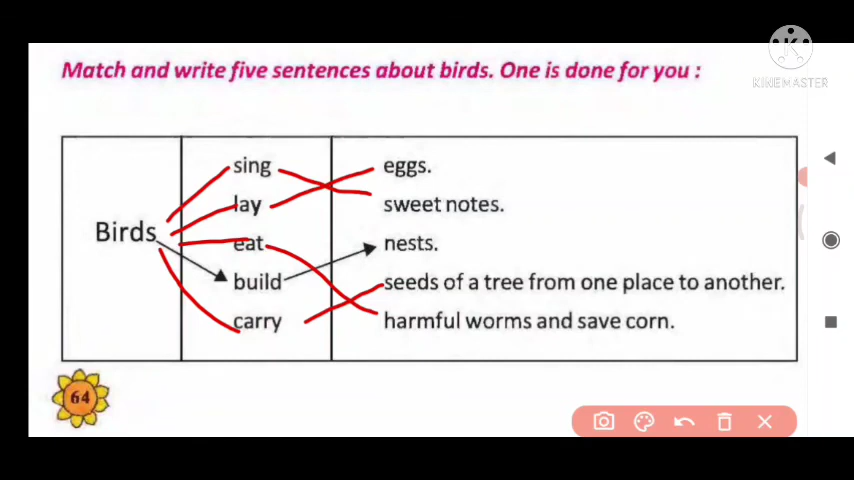 KINEMASTER
Match and write five sentences about birds. One is done for you :
Birds
sing
lay
eat
build
carry
eggs.
sweet notes.
nests.
seeds of a tree from one place to another.
harmful worms and save corn.
64